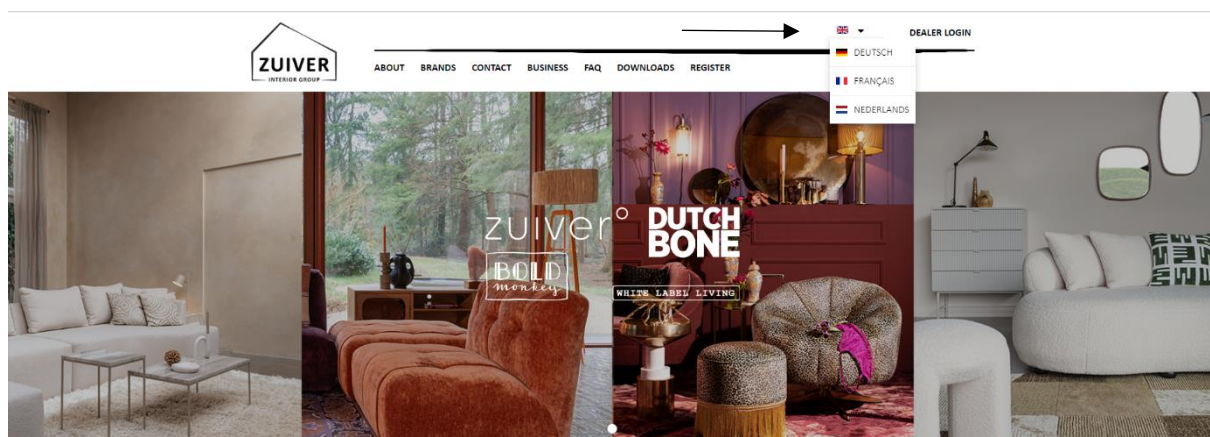 DEALER LOGIN
ZUIVER
INTERIOR GROUP
ABOUT BRANDS CONTACT BUSINESS FAQ DOWNLOADS REGISTER
DEUTSCH
FRANÇAIS
NEDERLANDS
zuiver°
DUTCH
BONE
BOLD
monkey
WHITE LABEL LIVING